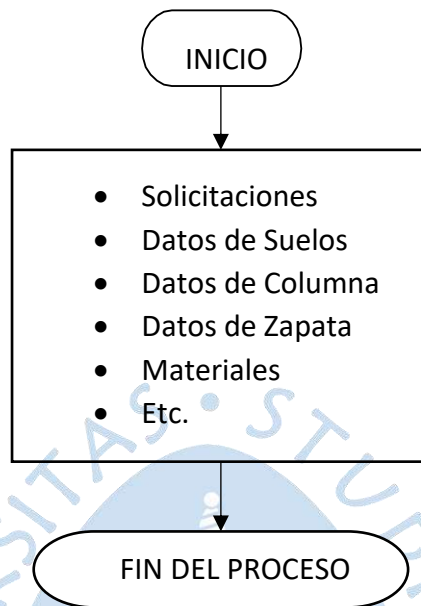 INICIO
• Solicitaciones
• Datos de Suelos
• Datos de Columna
• Datos de Zapata
• Materiales
• Etc.
FIN DEL PROCESO